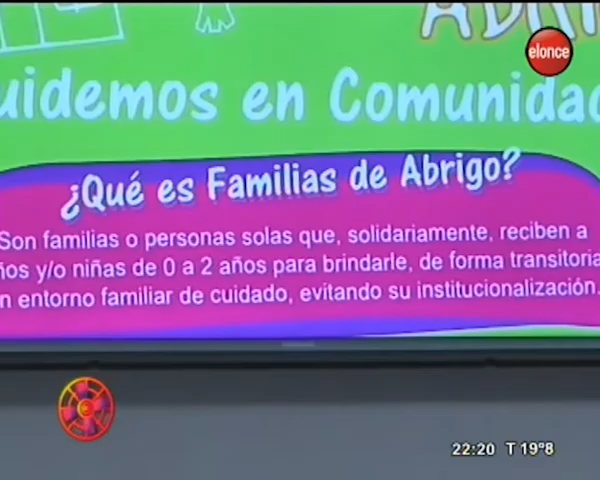 ABRI
elonce
uidemos en Comunidad
¿Qué es Familias de Abrigo?
Son familias o personas solas que, solidariamente, reciben a
ños y/o niñas de 0 a 2 años para brindarle, de forma transitoria
n entorno familiar de cuidado, evitando su institucionalización.
22:20 T 19°8